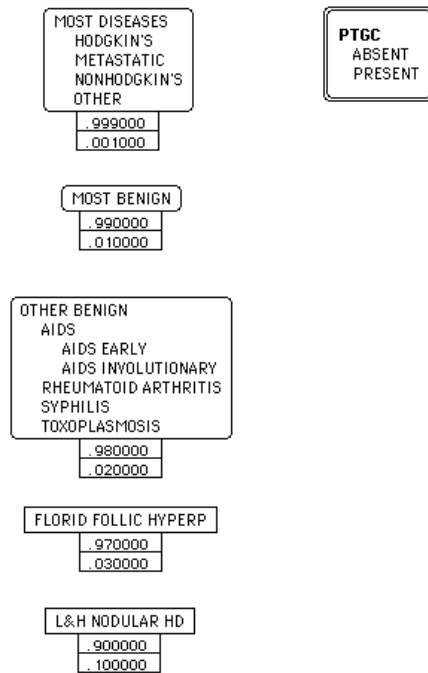 MOST DISEASES
HODGKIN'S
METASTATIC
NONHODGKIN'S
OTHER
.999000
.001000
PTGC
ABSENT
PRESENT
MOST BENIGN
.990000
.010000
OTHER BENIGN
AIDS
AIDS EARLY
AIDS INVOLUTIONARY
RHEUMATOID ARTHRITIS
SYPHILIS
TOXOPLASMOSIS
.980000
.020000
FLORID FOLLIC HYPERP
.970000
.030000
L&H NODULAR HD
.900000
.100000